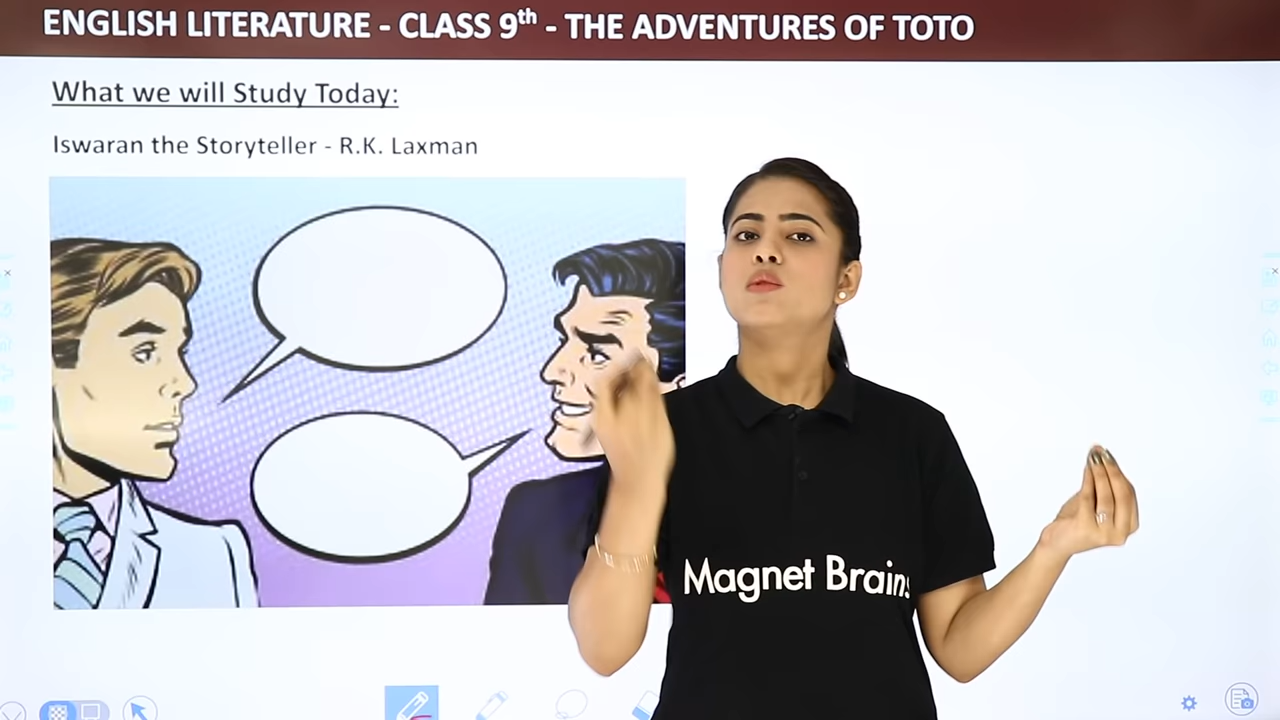 ENGLISH LITERATURE - CLASS 9th - THE ADVENTURES OF TOTO
What we will Study Today:
Iswaran the Storyteller - R.K. Laxman
Magnet Brains